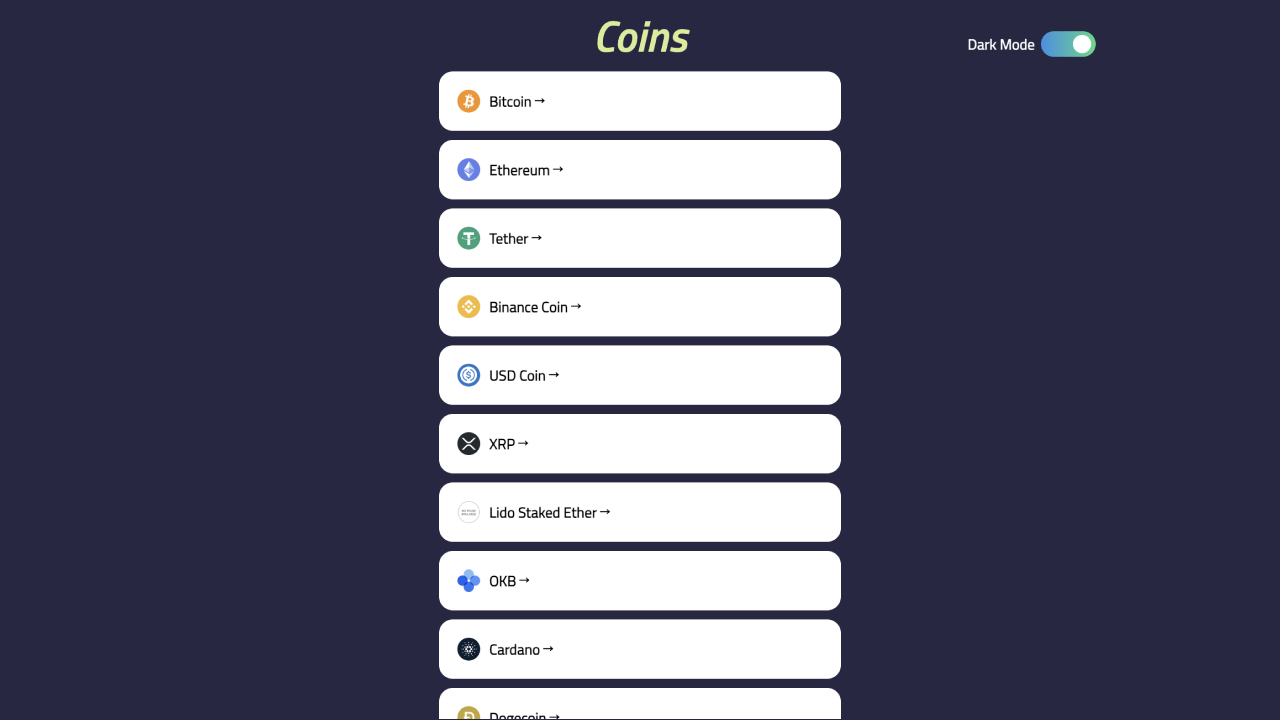 Coins
Dark Mode
Bitcoin →
Ethereum →
Tether →
Binance Coin →
USD Coin →
XRP →
Lido Staked Ether →
OKB →
Cardano →
Dogecoin →